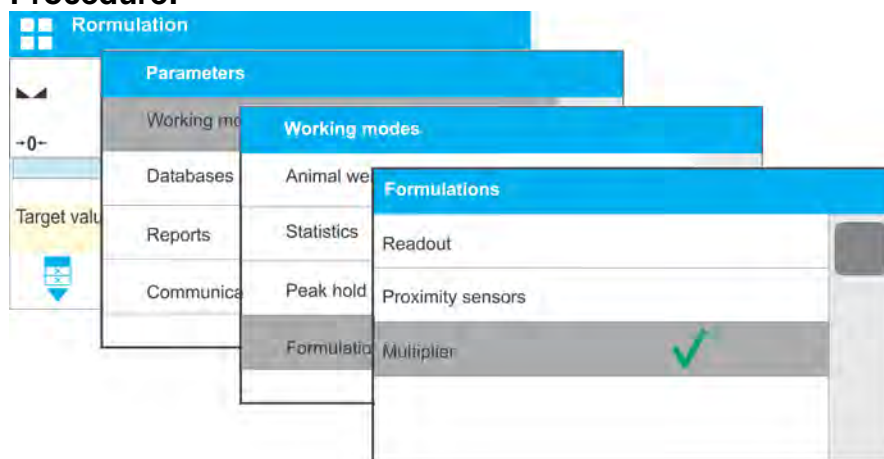 Procedure:
Rormulation
Parameters
Working mo
Working modes
→0←
Databases
Animal we
Formulations
Target valu
Reports
Statistics
Readout
Communica
Peak hold
Proximity sensors
Formulatio
Multiplier